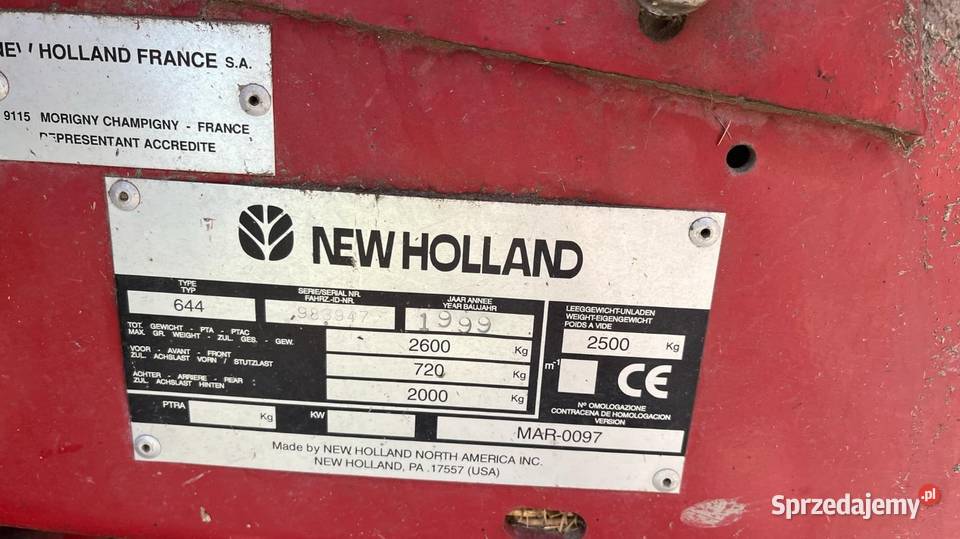 NEW HOLLAND FRANCE S.A.
9115 MORIGNY CHAMPIGNY - FRANCE
REPRESENTANT ACCREDITE
NEW HOLLAND
TYPE
TYP
644
SERIE/SERIAL NR.
FAHRZ.-ID-NR.
983947
JAAR ANNEE
YEAR BAUJAHR
1999
LEEGGEWICHT-UNLADEN
WEIGHT-EIGENGEWICHT
POIDS A VIDE
2500 Kg
TOT. GEWICHT - PTA - PTAC
MAX. GR. WEIGHT - ZUL. GES. - GEW.
2600 Kg
VOOR - AVANT - FRONT
ZUL. ACHSLAST VORN / STUTZLAST
720 Kg
ACHTER - ARRIERE - REAR
ZUL. ACHSLAST HINTEN
2000 Kg
m-1
CE
PTRA
Kg
KW
Nº OMOLOGAZIONE
CONTRACENA DE HOMOLOGACION
VERSION
MAR-0097
Made by NEW HOLLAND NORTH AMERICA INC.
NEW HOLLAND, PA .17557 (USA)
Sprzedajemy.pl